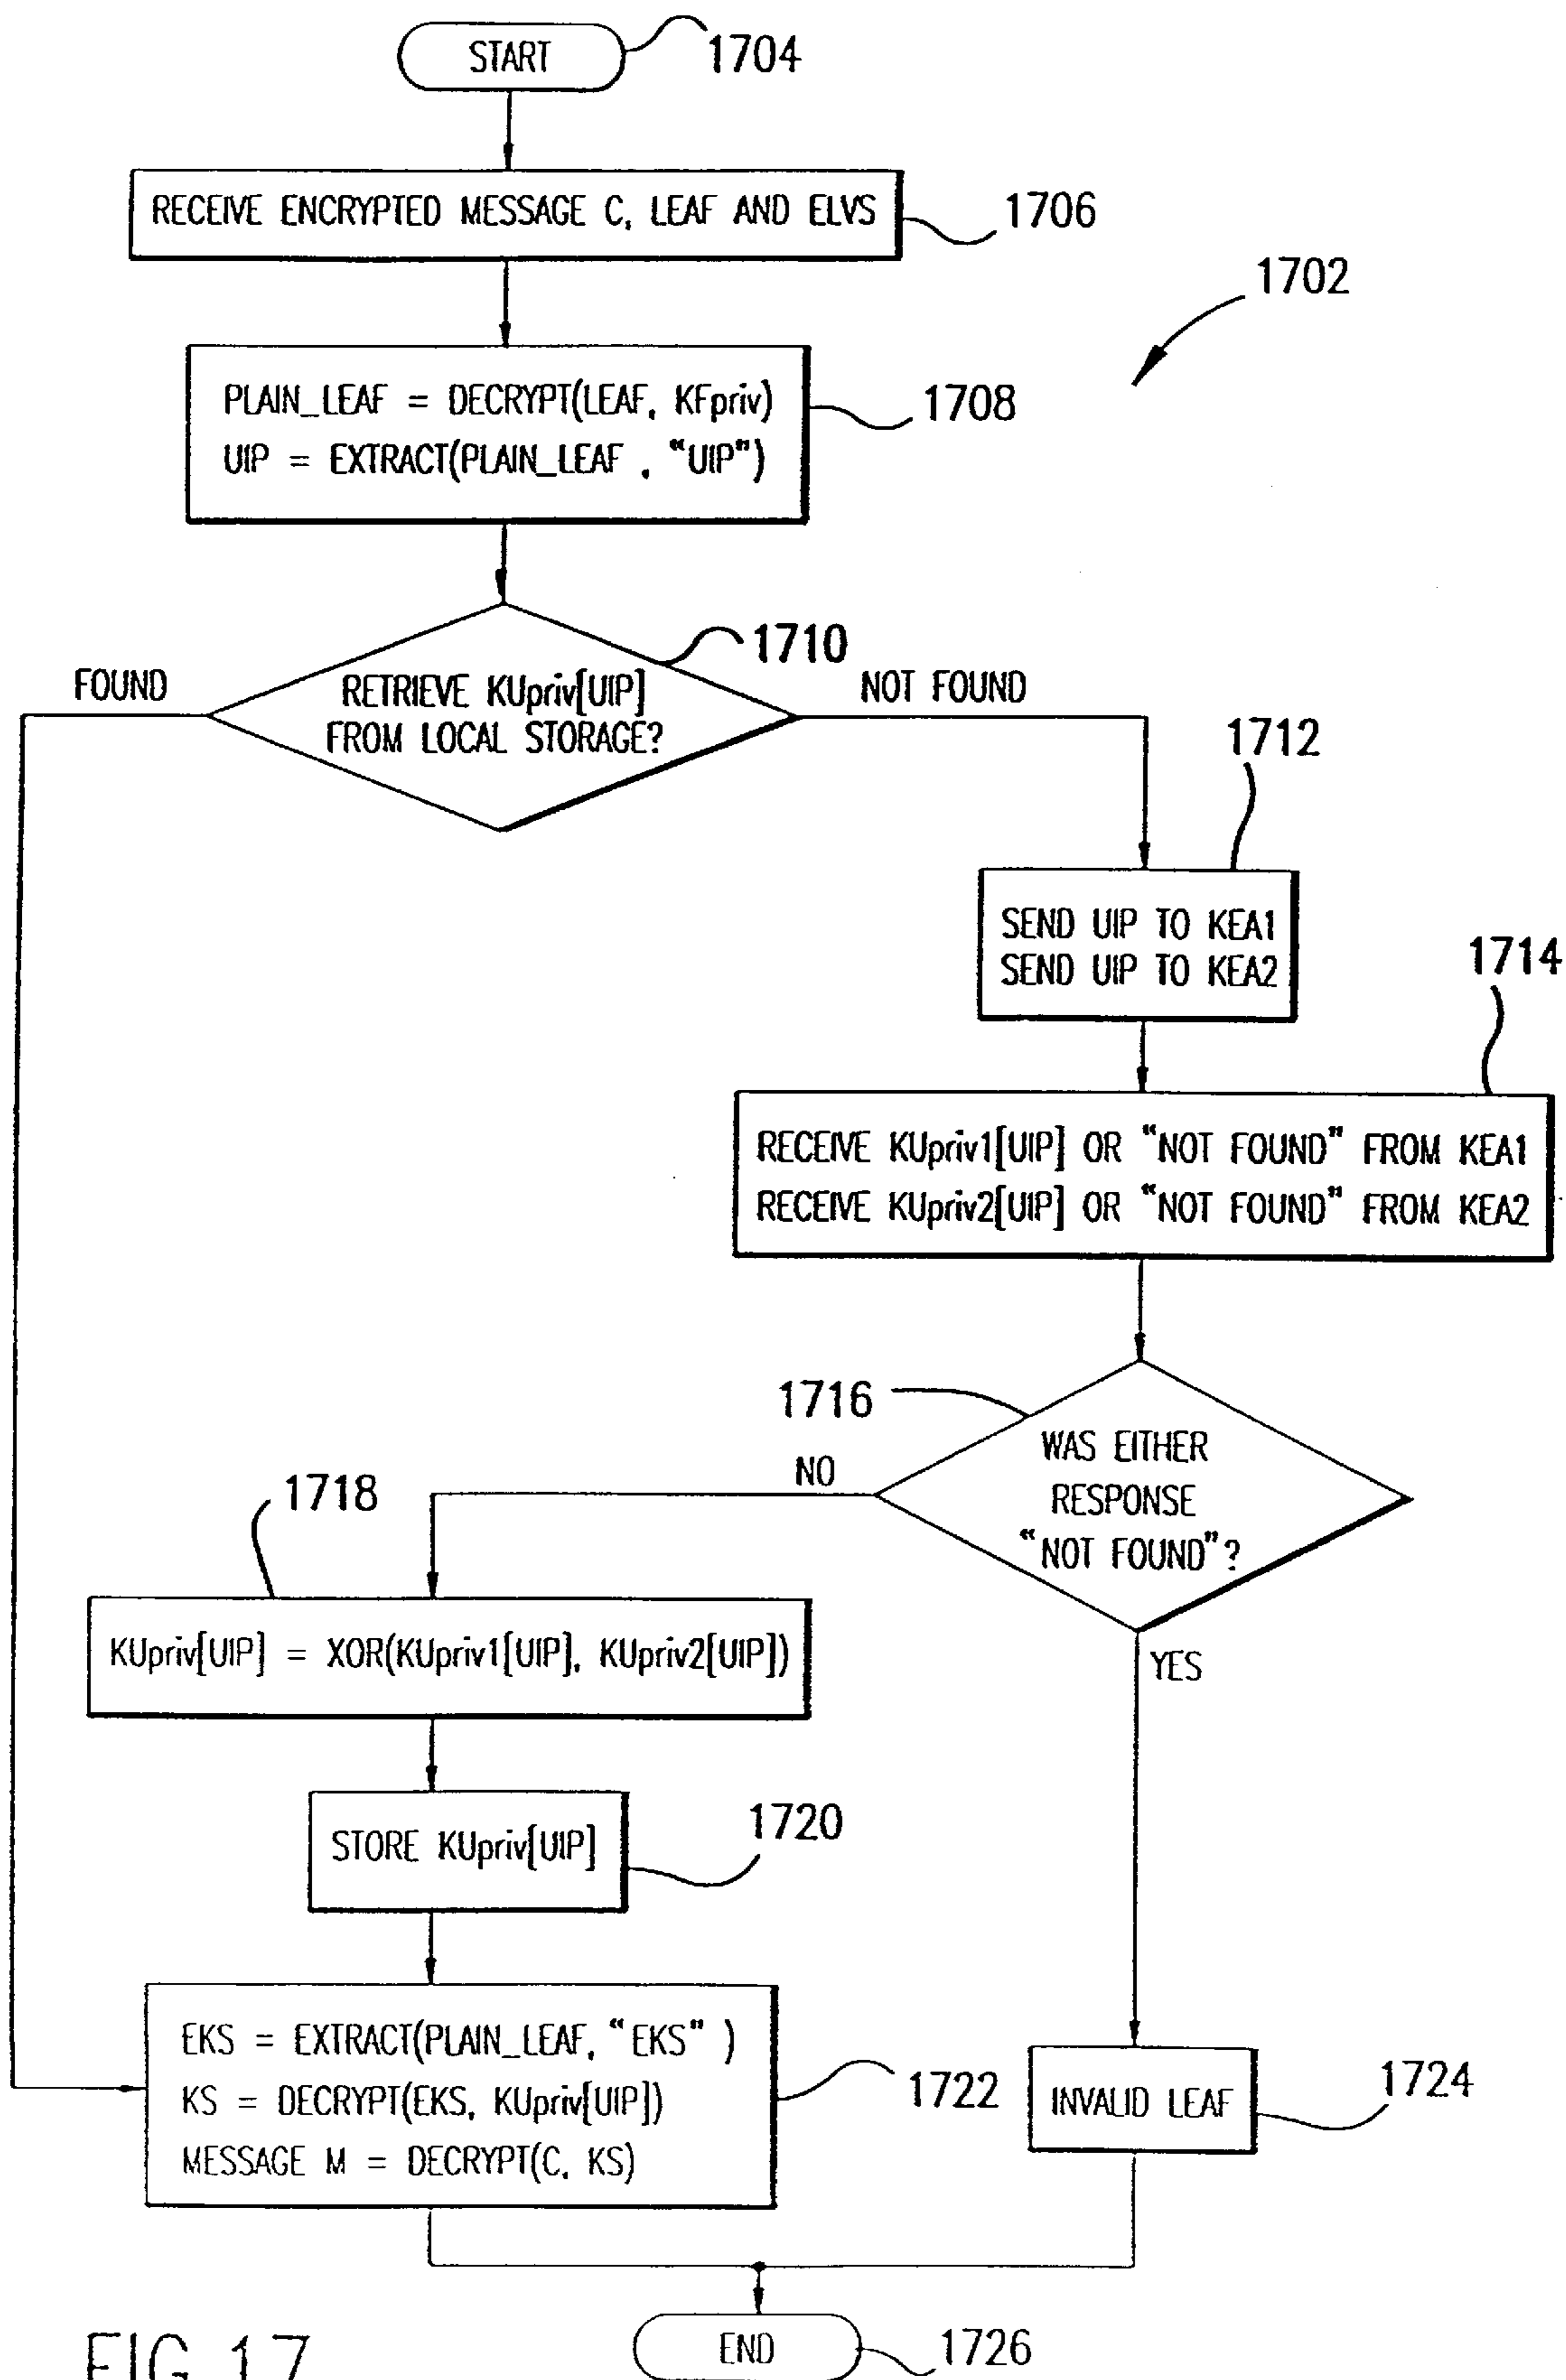 START
1704
RECEIVE ENCRYPTED MESSAGE C, LEAF AND ELVS
1706
1702
PLAIN_LEAF = DECRYPT(LEAF, KFpriv)
UIP = EXTRACT(PLAIN_LEAF , “UIP”)
1708
1710
FOUND
RETRIEVE KUpriv[UIP]
FROM LOCAL STORAGE?
NOT FOUND
1712
SEND UIP TO KEA1
SEND UIP TO KEA2
1714
RECEIVE KUpriv1[UIP] OR “NOT FOUND” FROM KEA1
RECEIVE KUpriv2[UIP] OR “NOT FOUND” FROM KEA2
1716
WAS EITHER
RESPONSE
“NOT FOUND”?
NO
YES
1718
KUpriv[UIP] = XOR(KUpriv1[UIP], KUpriv2[UIP])
STORE KUpriv[UIP]
1720
EKS = EXTRACT(PLAIN_LEAF, “EKS” )
KS = DECRYPT(EKS, KUpriv[UIP])
MESSAGE M = DECRYPT(C, KS)
1722
INVALID LEAF
1724
END
1726
FIG.17